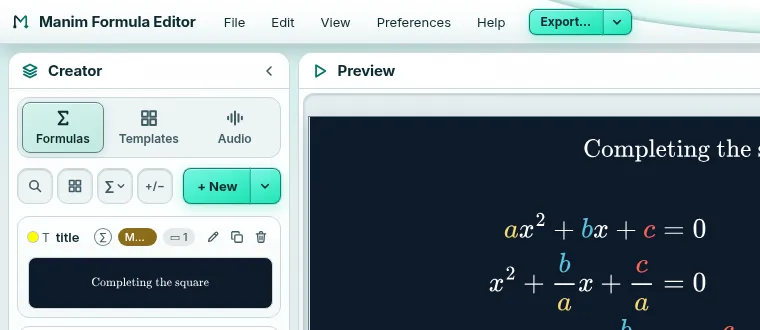 Manim Formula Editor File Edit View Preferences Help Export...
Creator
Preview
Σ
Formulas Templates Audio
Σ +/− + New
T title Σ M... 1
Completing the square
Completing the
ax² + bx + c = 0
x² + b/a x + c/a = 0